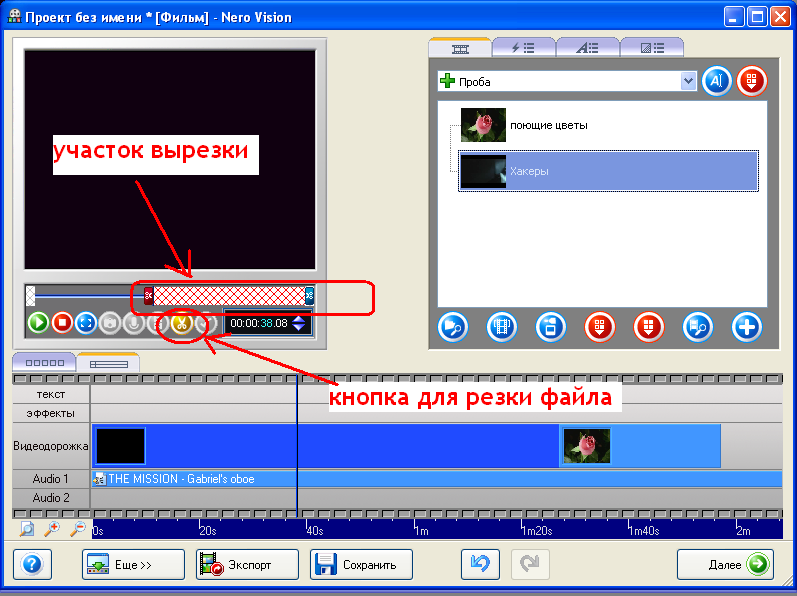 Проект без имени * [Фильм] - Nero Vision
участок вырезки
Проба
поющие цветы
Хакеры
00:00:38.08
кнопка для резки файла
текст
эффекты
Видеодорожка
Audio 1
THE MISSION - Gabriel's oboe
Audio 2
0s 20s 40s 1m 1m20s 1m40s 2m
Еще >>
Экспорт
Сохранить
Далее